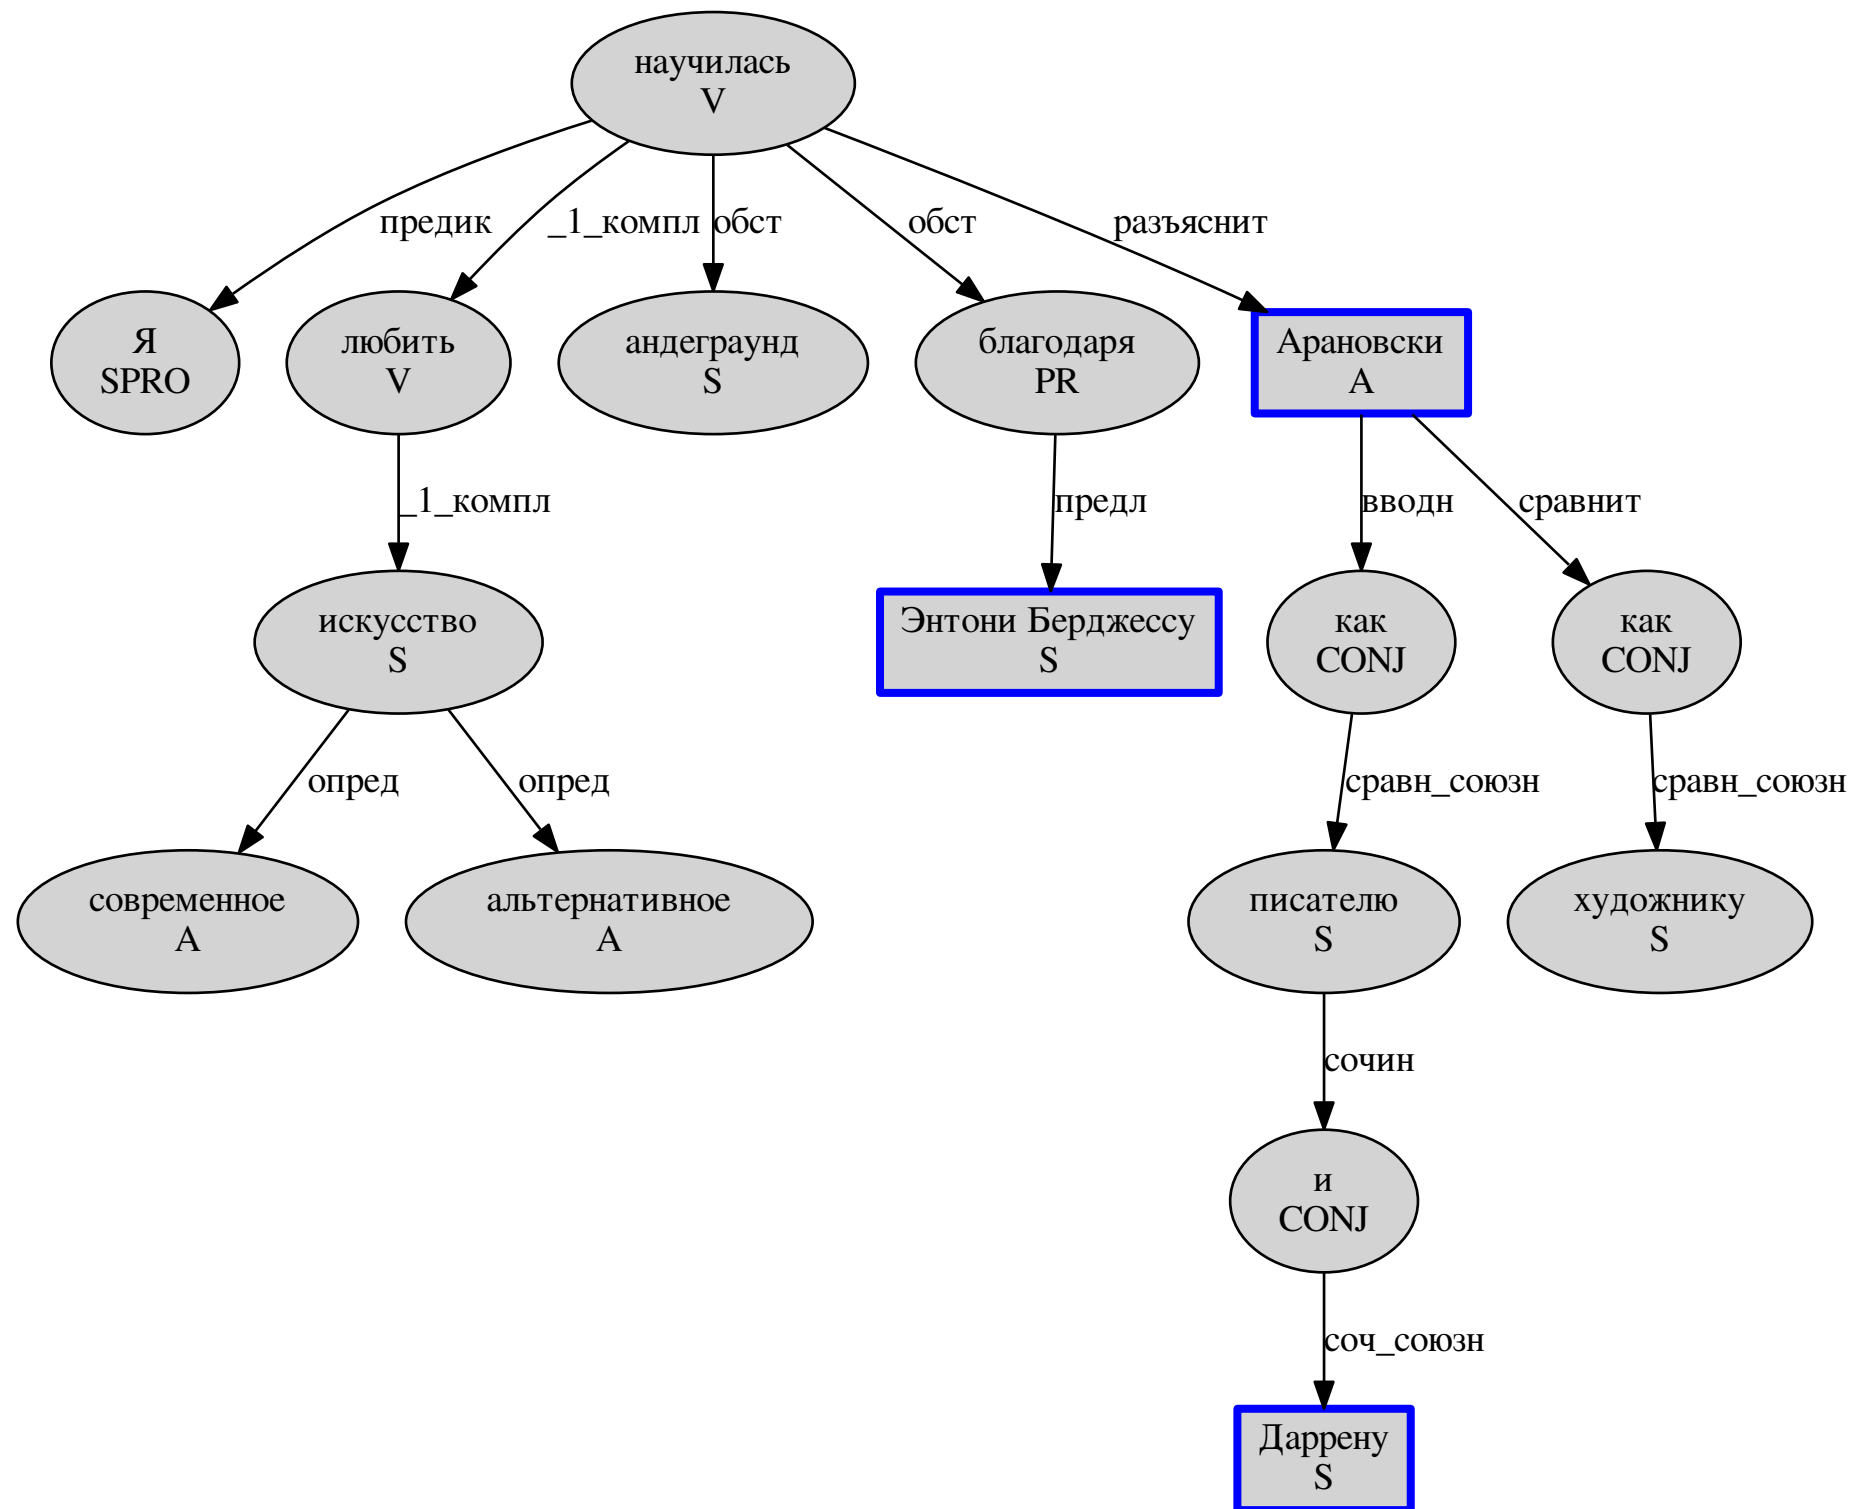 научилась
V
предик
_1_компл
обст
обст
разъяснит
Я
SPRO
любить
V
андеграунд
S
благодаря
PR
Арановски
A
_1_компл
предл
вводн
сравнит
искусство
S
Энтони Берджессу
S
как
CONJ
как
CONJ
опред
опред
сравн_союзн
сравн_союзн
современное
A
альтернативное
A
писателю
S
художнику
S
сочин
и
CONJ
соч_союзн
Даррену
S